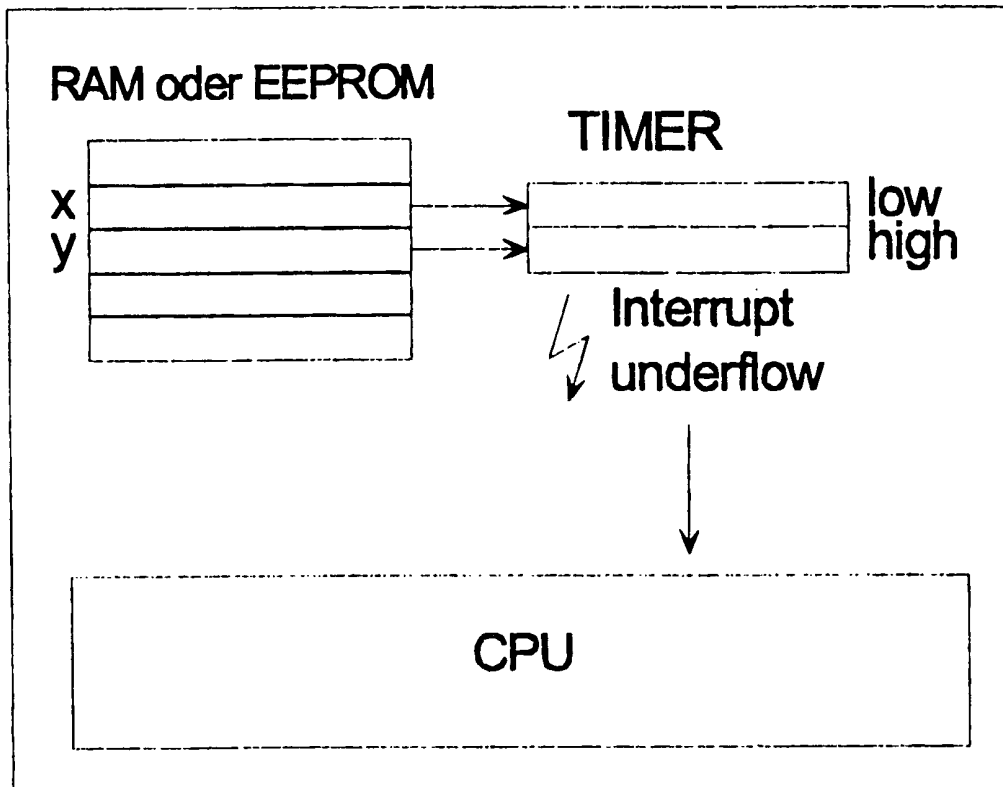 RAM oder EEPROM
TIMER
x
y
low
high
Interrupt
underflow
CPU